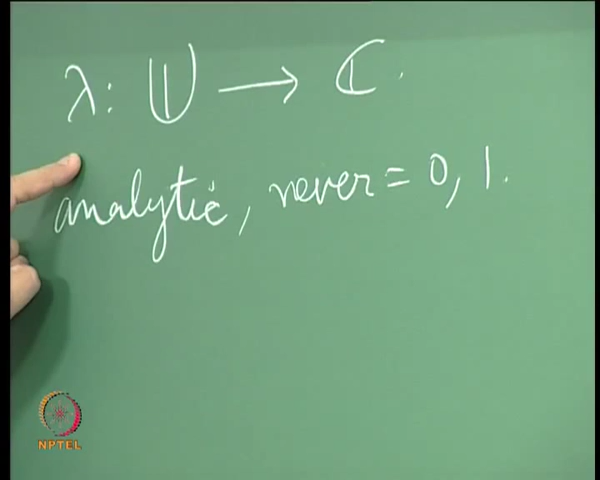 λ: 𝕌 → ℂ.
analytic, never = 0, 1.
NPTEL